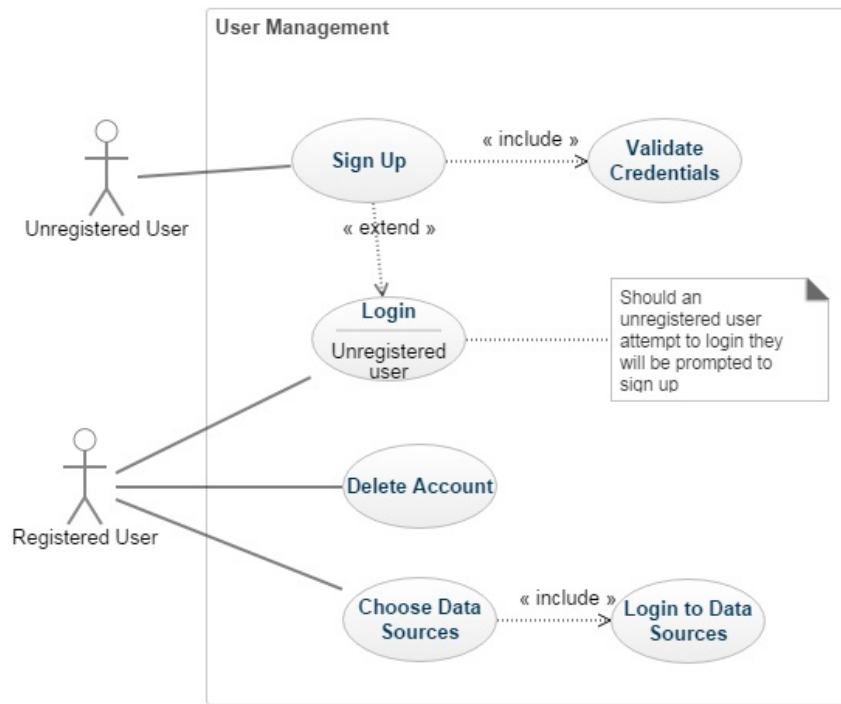 User Management
Sign Up
« include »
Validate
Credentials
Unregistered User
« extend »
Login
Unregistered
user
Should an
unregistered user
attempt to login they
will be prompted to
sign up
Delete Account
Registered User
Choose Data
Sources
« include »
Login to Data
Sources